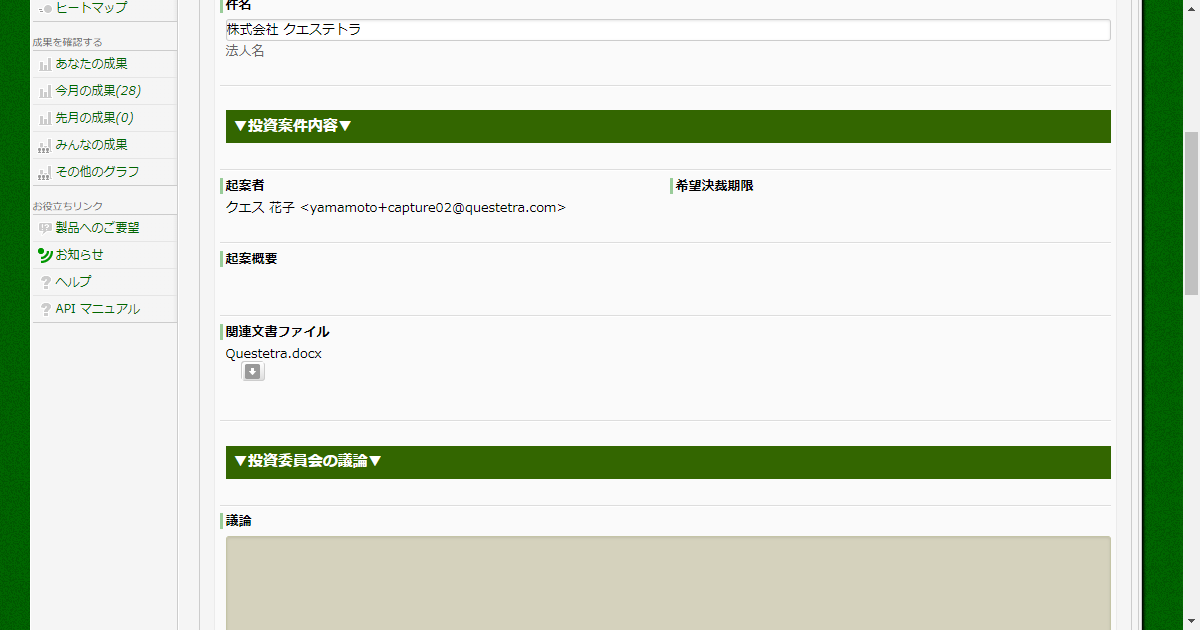 ヒートマップ
成果を確認する
あなたの成果
今月の成果(28)
先月の成果(0)
みんなの成果
その他のグラフ
お役立ちリンク
製品へのご要望
お知らせ
ヘルプ
API マニュアル
件名
株式会社 クエステトラ
法人名
▼投資案件内容▼
起案者
希望決裁期限
クエス 花子 <yamamoto+capture02@questetra.com>
起案概要
関連文書ファイル
Questetra.docx
▼投資委員会の議論▼
議論